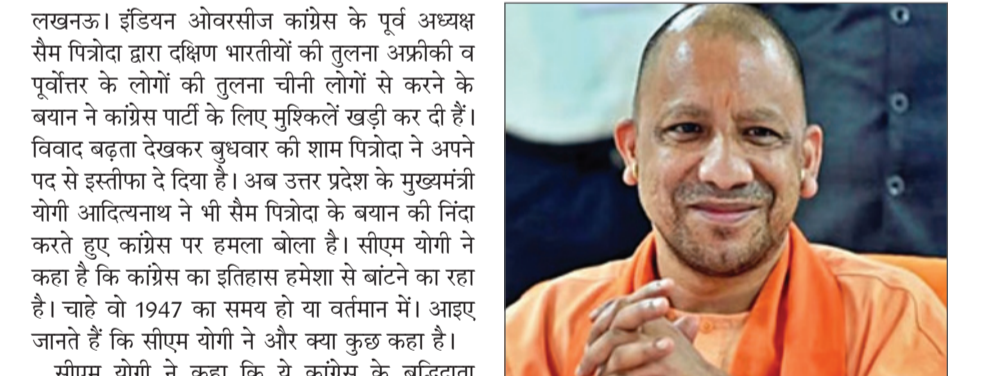 लखनऊ। इंडियन ओवरसीज कांग्रेस के पूर्व अध्यक्ष
सैम पित्रोदा द्वारा दक्षिण भारतीयों की तुलना अफ्रीकी व
पूर्वोत्तर के लोगों की तुलना चीनी लोगों से करने के
बयान ने कांग्रेस पार्टी के लिए मुश्किलें खड़ी कर दी हैं।
विवाद बढ़ता देखकर बुधवार की शाम पित्रोदा ने अपने
पद से इस्तीफा दे दिया है। अब उत्तर प्रदेश के मुख्यमंत्री
योगी आदित्यनाथ ने भी सैम पित्रोदा के बयान की निंदा
करते हुए कांग्रेस पर हमला बोला है। सीएम योगी ने
कहा है कि कांग्रेस का इतिहास हमेशा से बांटने का रहा
है। चाहे वो 1947 का समय हो या वर्तमान में। आइए
जानते हैं कि सीएम योगी ने और क्या कुछ कहा है।
सीएम योगी ने कहा कि ये कांग्रेस के बुद्धिदाता